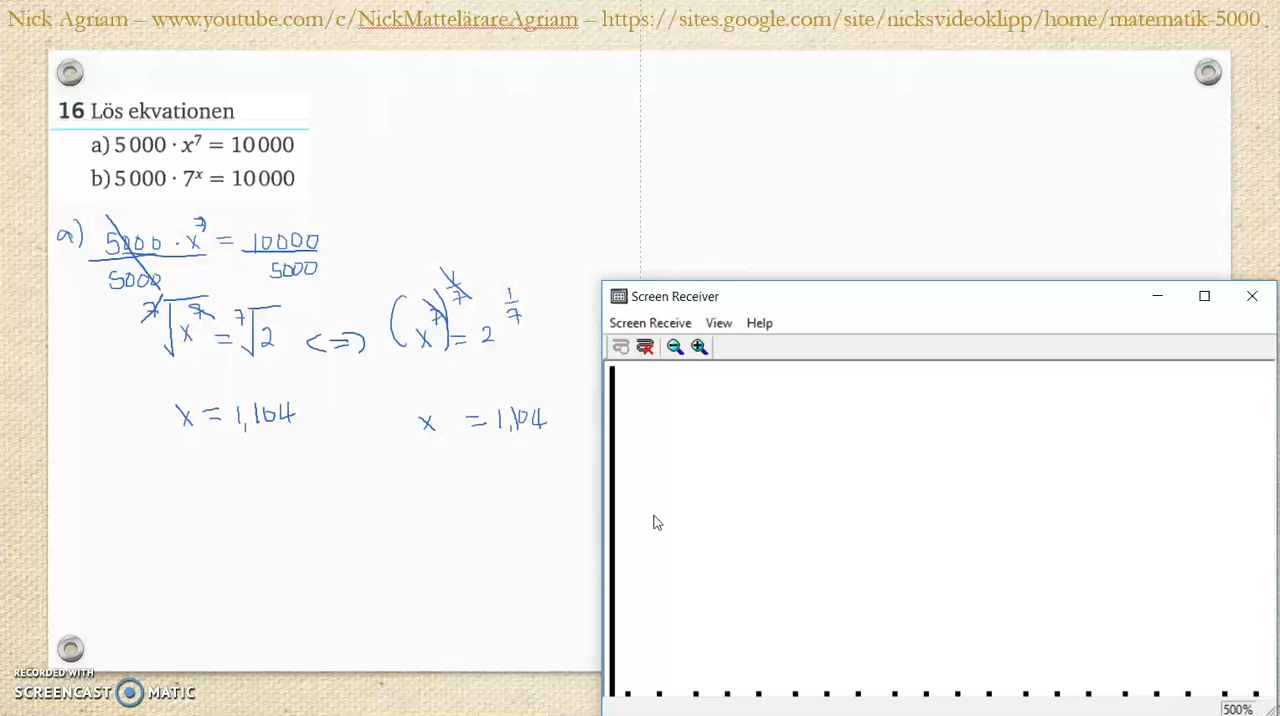 Nick Agriam – www.youtube.com/c/NickMattelärareAgriam – https://sites.google.com/site/nicksvideoklipp/home/matematik-5000
16 Lös ekvationen
a) 5 000 · x⁷ = 10 000
b) 5 000 · 7ˣ = 10 000
a) 5000 · x⁷ / 5000 = 10000 / 5000
⁷√x⁷ = ⁷√2 <=> (x⁷)^1/7 = 2^1/7
x = 1,104 x = 1,104
Screen Receiver
Screen Receive View Help
500%
RECORDED WITH
SCREENCAST MATIC